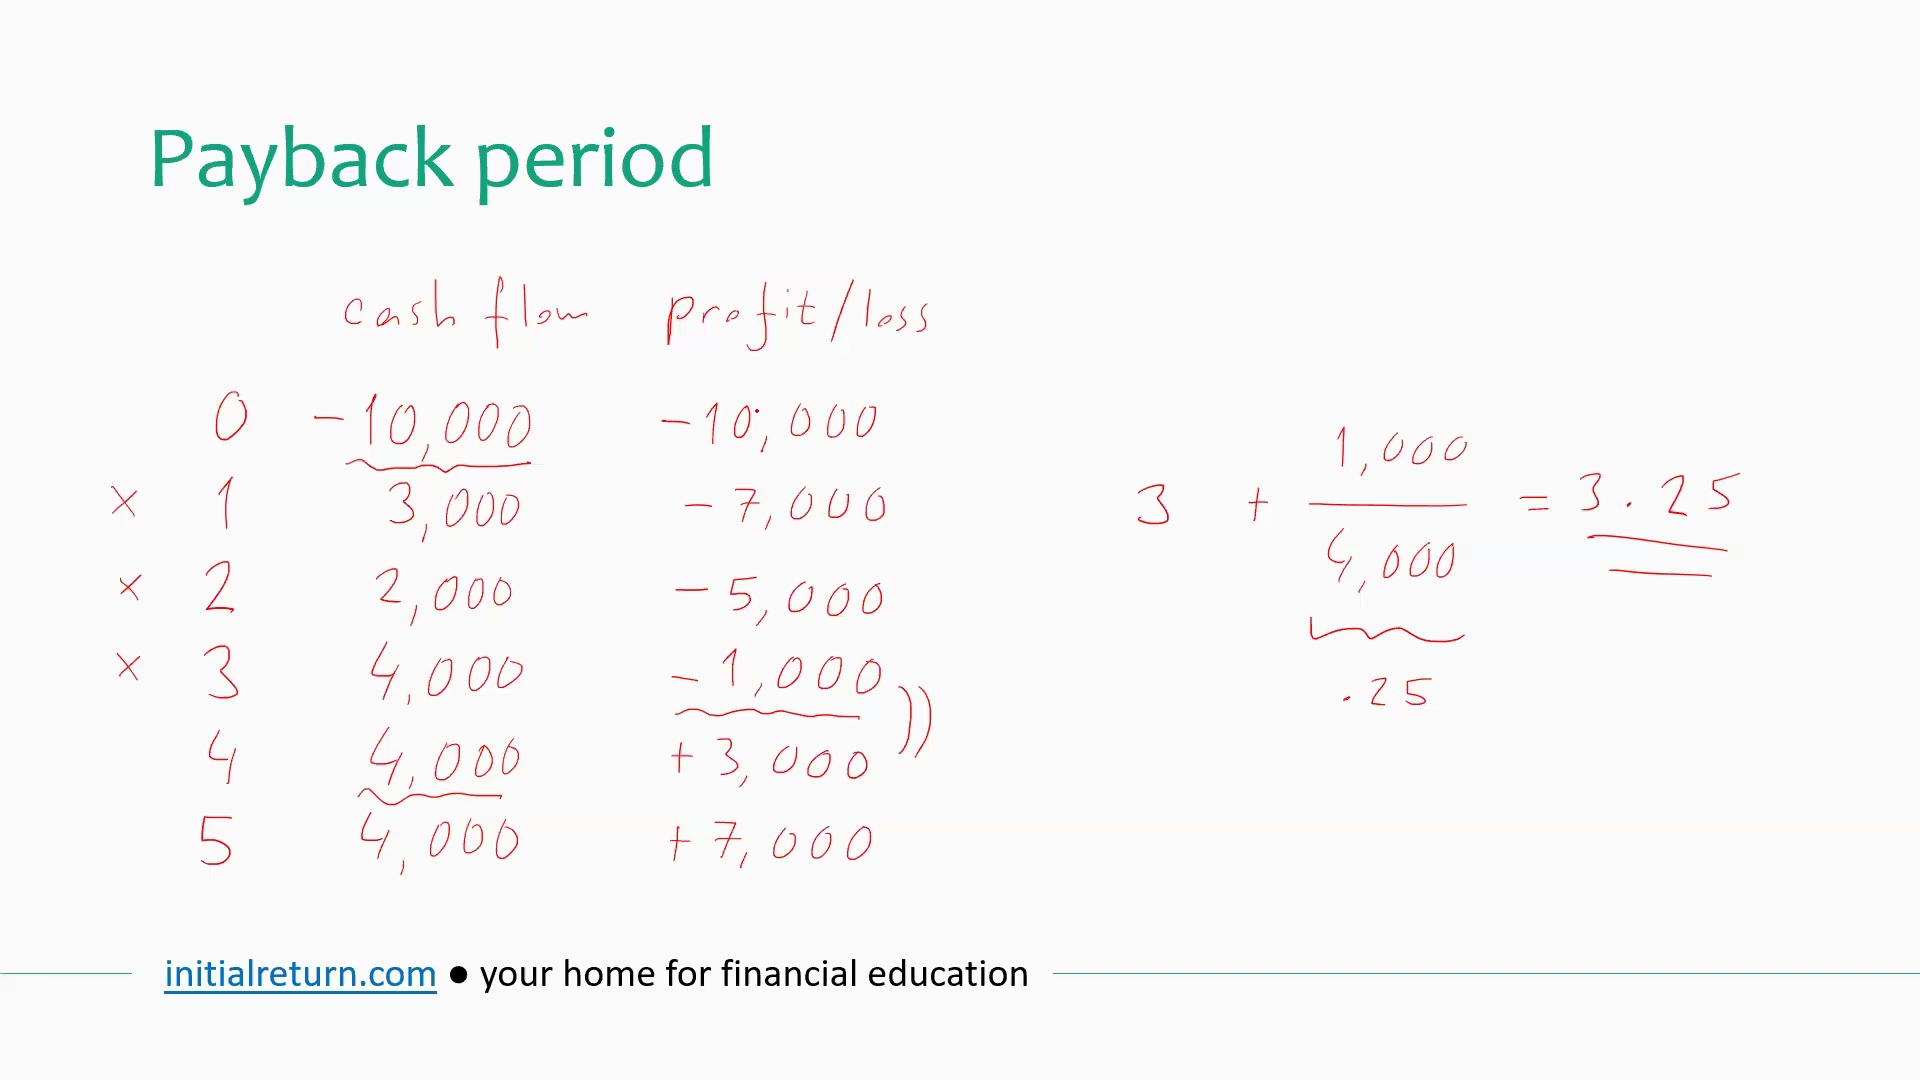 Payback period
cash flow profit/loss
0 -10,000 -10,000
x 1 3,000 -7,000
x 2 2,000 -5,000
x 3 4,000 -1,000
4 4,000 +3,000
5 4,000 +7,000
3 + 1,000 / 4,000 = 3.25
.25
initialreturn.com ● your home for financial education